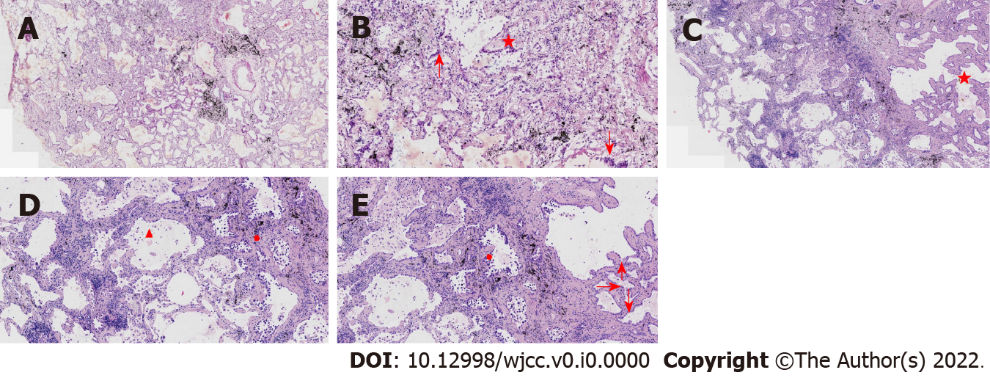 A
B
C
D
E
DOI: 10.12998/wjcc.v0.i0.0000 Copyright ©The Author(s) 2022.